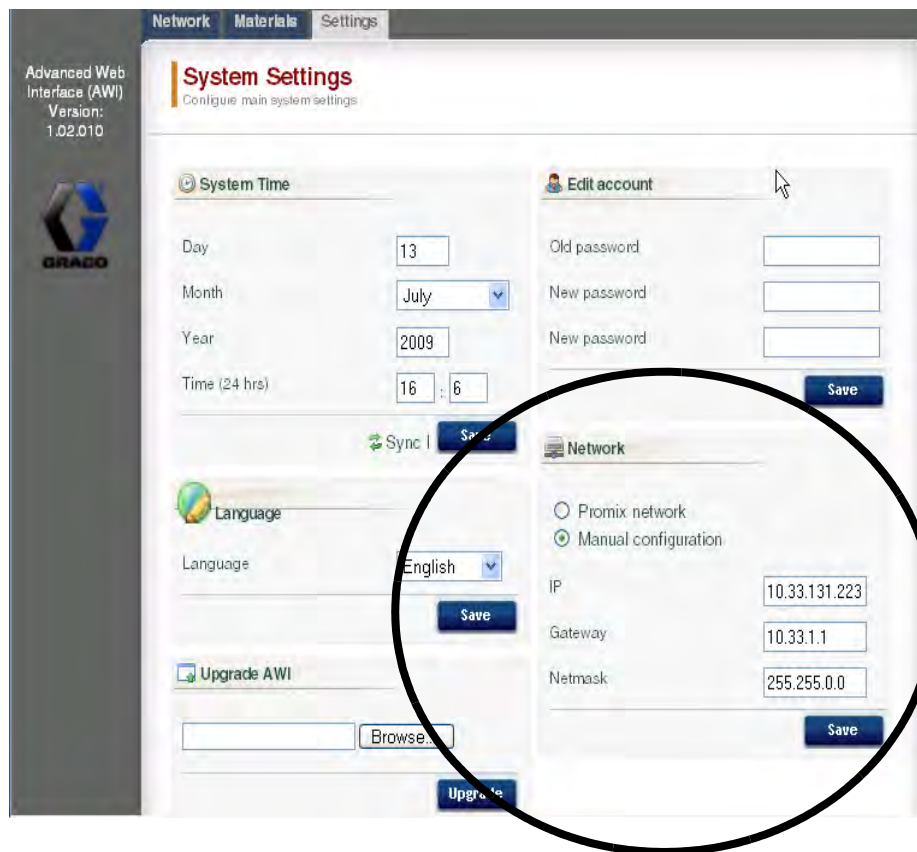 Network Materials Settings
Advanced Web
Interface (AWI)
Version:
1.02.010
GRACO
System Settings
Configure main system settings
System Time
Day 13
Month July
Year 2009
Time (24 hrs) 16 : 6
Sync | Save
Language
Language English
Save
Upgrade AWI
Browse...
Upgrade
Edit account
Old password
New password
New password
Save
Network
Promix network
Manual configuration
IP 10.33.131.223
Gateway 10.33.1.1
Netmask 255.255.0.0
Save